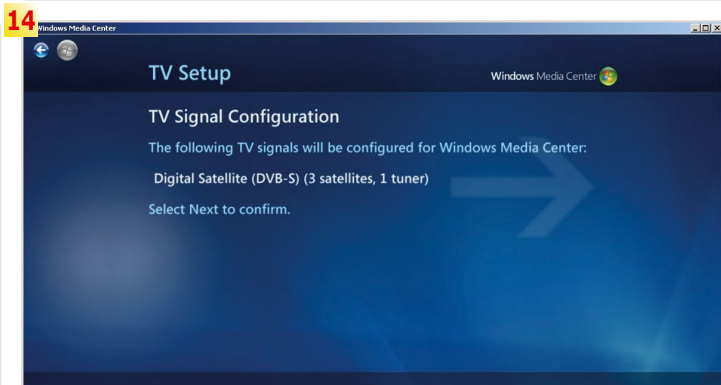 14
Windows Media Center
TV Setup
Windows Media Center
TV Signal Configuration
The following TV signals will be configured for Windows Media Center:
Digital Satellite (DVB-S) (3 satellites, 1 tuner)
Select Next to confirm.